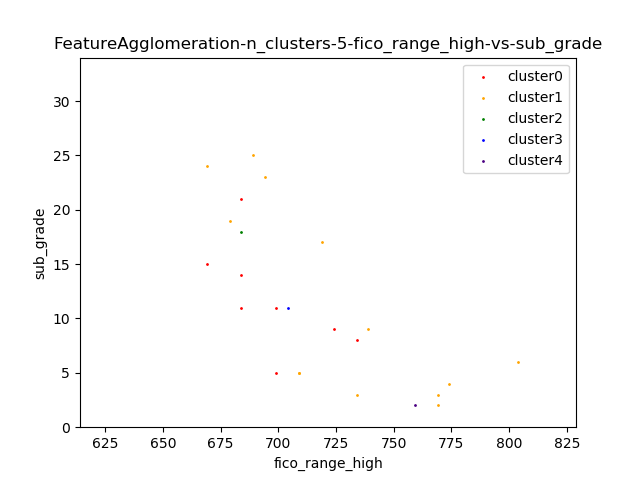 FeatureAgglomeration-n_clusters-5-fico_range_high-vs-sub_grade
cluster0
cluster1
cluster2
cluster3
cluster4
30
25
20
15
10
5
0
sub_grade
625 650 675 700 725 750 775 800 825
fico_range_high